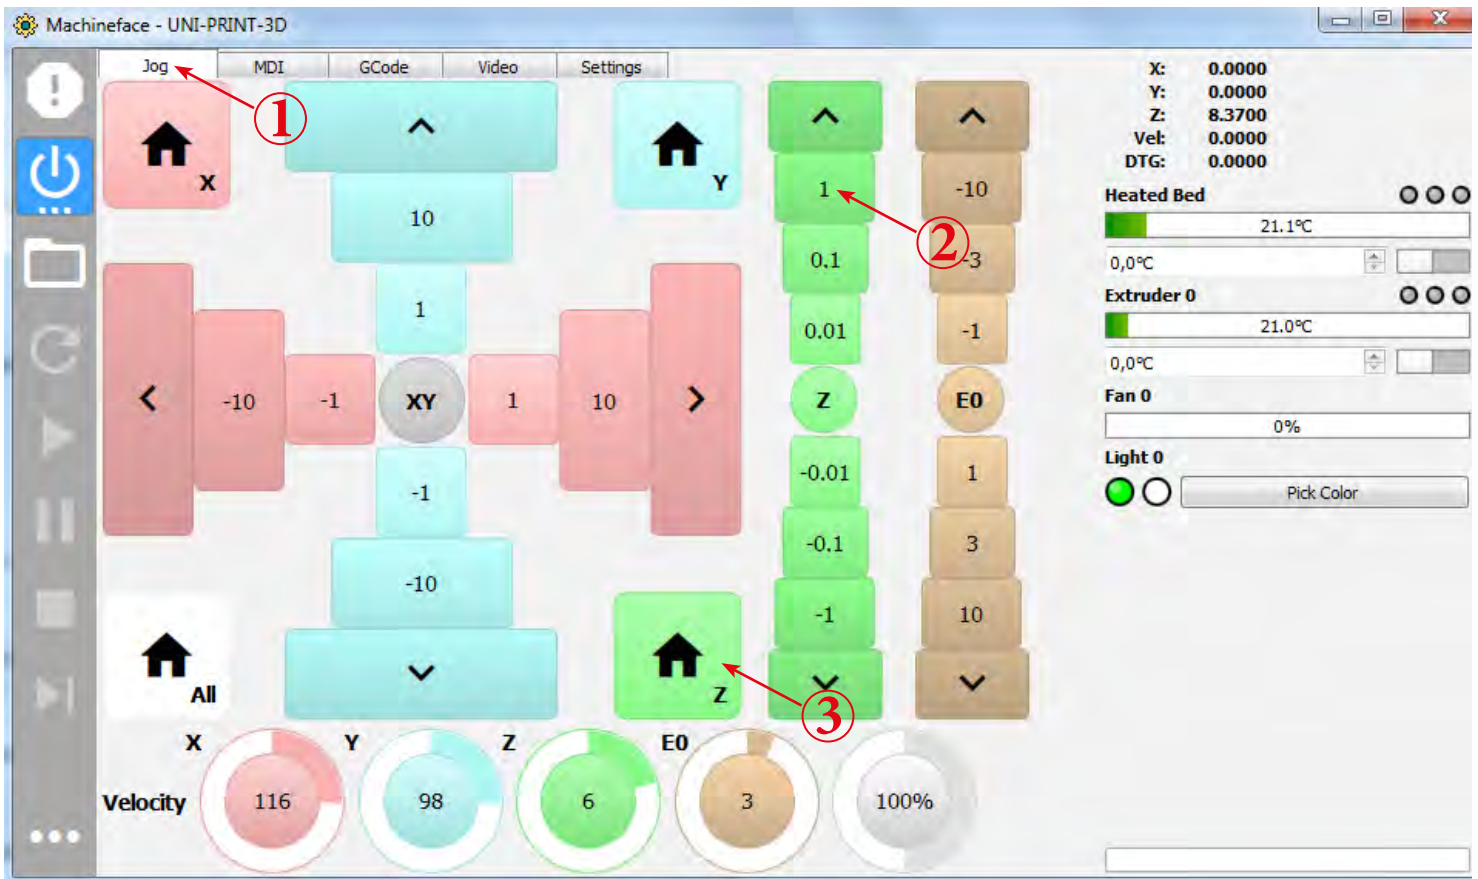 Machineface - UNI-PRINT-3D
Jog MDI GCode Video Settings
1
X
Y
10
1
-10 -1 XY 1 10
-1
-10
All
Z
1
0.1
0.01
Z
-0.01
-0.1
-1
-10
-3
-1
E0
1
3
10
2
3
X Y Z E0
Velocity 116 98 6 3 100%
X: 0.0000
Y: 0.0000
Z: 8.3700
Vel: 0.0000
DTG: 0.0000
Heated Bed
21.1°C
0,0°C
Extruder 0
21.0°C
0,0°C
Fan 0
0%
Light 0
Pick Color